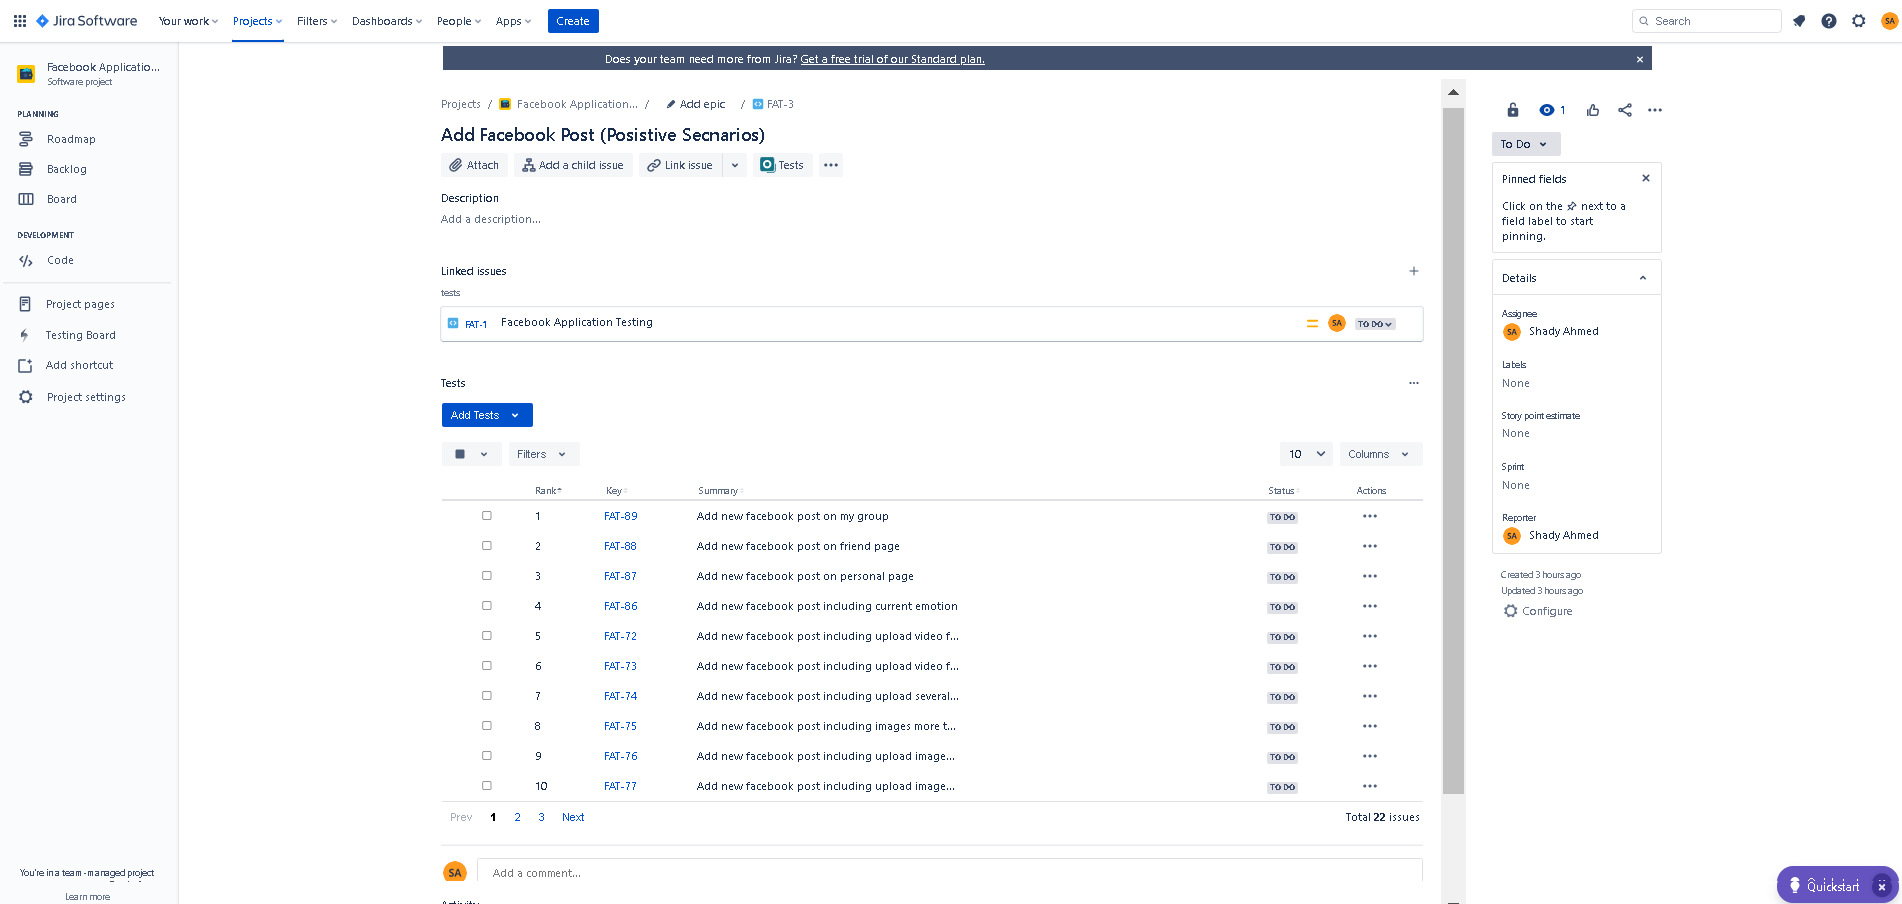 Jira Software Your work Projects Filters Dashboards People Apps Create Search SA
Facebook Applicatio...
Software project
PLANNING
Roadmap
Backlog
Board
DEVELOPMENT
Code
Project pages
Testing Board
Add shortcut
Project settings
You're in a team-managed project
Learn more
Does your team need more from Jira? Get a free trial of our Standard plan.
Projects / Facebook Application... / Add epic / FAT-3
Add Facebook Post (Posistive Secnarios)
Attach Add a child issue Link issue Tests
Description
Add a description...
Linked issues
tests
FAT-1 Facebook Application Testing SA TO DO
Tests
Add Tests
Filters 10 Columns
Rank Key Summary Status Actions
1 FAT-89 Add new facebook post on my group TO DO
2 FAT-88 Add new facebook post on friend page TO DO
3 FAT-87 Add new facebook post on personal page TO DO
4 FAT-86 Add new facebook post including current emotion TO DO
5 FAT-72 Add new facebook post including upload video f... TO DO
6 FAT-73 Add new facebook post including upload video f... TO DO
7 FAT-74 Add new facebook post including upload several... TO DO
8 FAT-75 Add new facebook post including images more t... TO DO
9 FAT-76 Add new facebook post including upload image... TO DO
10 FAT-77 Add new facebook post including upload image... TO DO
Prev 1 2 3 Next Total 22 issues
SA Add a comment...
Activity
1
To Do
Pinned fields
Click on the next to a
field label to start
pinning.
Details
Assignee
SA Shady Ahmed
Labels
None
Story point estimate
None
Sprint
None
Reporter
SA Shady Ahmed
Created 3 hours ago
Updated 3 hours ago
Configure
Quickstart